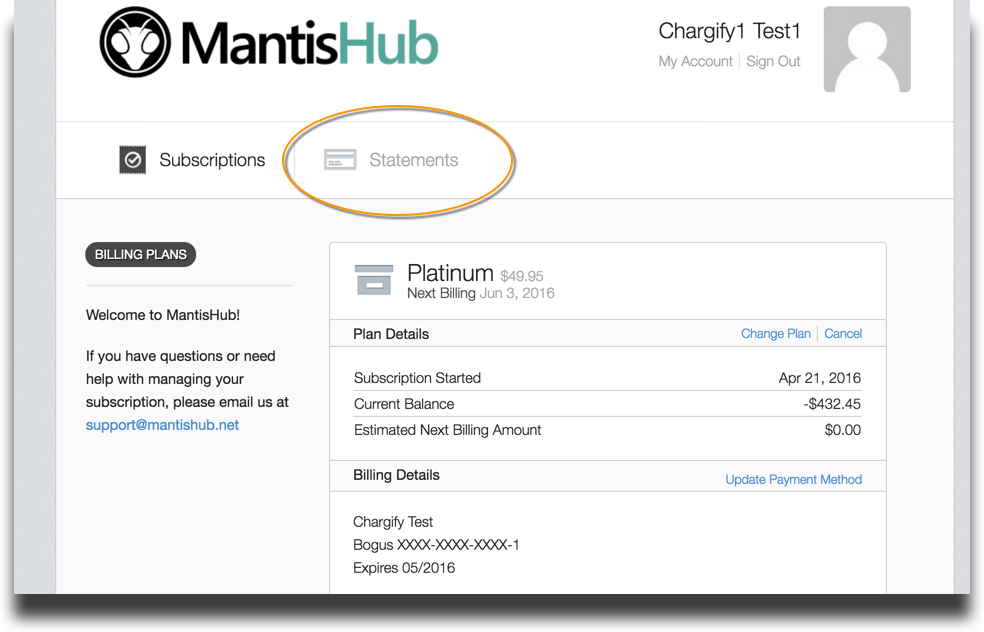 MantisHub
Chargify1 Test1
My Account Sign Out
Subscriptions
Statements
BILLING PLANS
Welcome to MantisHub!
If you have questions or need
help with managing your
subscription, please email us at
support@mantishub.net
Platinum $49.95
Next Billing Jun 3, 2016
Plan Details
Change Plan Cancel
Subscription Started Apr 21, 2016
Current Balance -$432.45
Estimated Next Billing Amount $0.00
Billing Details
Update Payment Method
Chargify Test
Bogus XXXX-XXXX-XXXX-1
Expires 05/2016